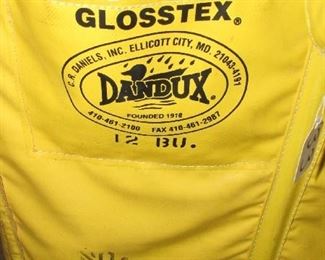 GLOSSTEX®
C.R. DANIELS, INC. ELLICOTT CITY, MD. 21043-4191
DANDUX®
FOUNDED 1918
410-461-2100 FAX 410-461-2987
12 BU.